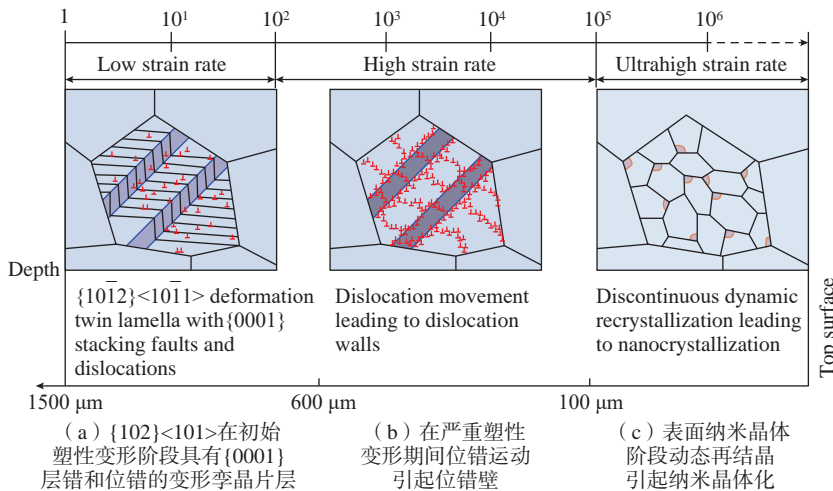 1 10¹ 10² 10³ 10⁴ 10⁵ 10⁶
Low strain rate High strain rate Ultrahigh strain rate
Depth
{101̄2}<101̄1> deformation
twin lamella with{0001}
stacking faults and
dislocations
Dislocation movement
leading to dislocation
walls
Discontinuous dynamic
recrystallization leading
to nanocrystallization
Top surface
1500 μm 600 μm 100 μm
(a){102}<101>在初始
塑性变形阶段具有{0001}
层错和位错的变形孪晶片层
(b)在严重塑性
变形期间位错运动
引起位错壁
(c)表面纳米晶体
阶段动态再结晶
引起纳米晶体化